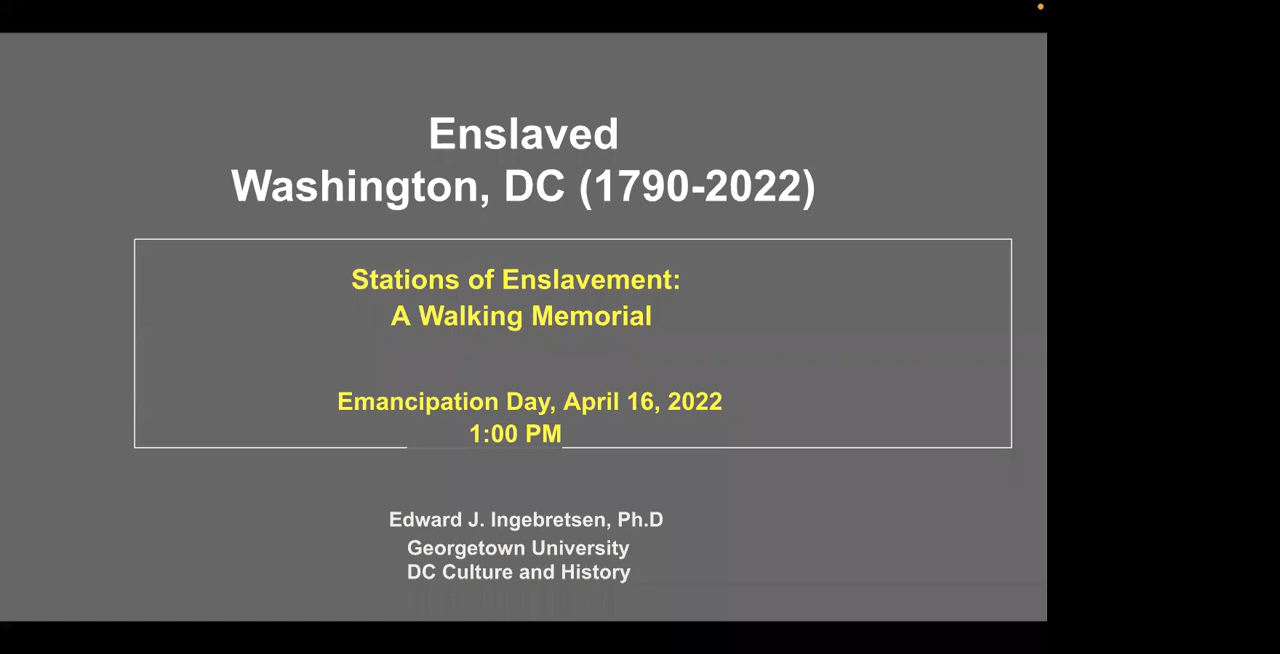 Enslaved
Washington, DC (1790-2022)
Stations of Enslavement:
A Walking Memorial
Emancipation Day, April 16, 2022
1:00 PM
Edward J. Ingebretsen, Ph.D
Georgetown University
DC Culture and History